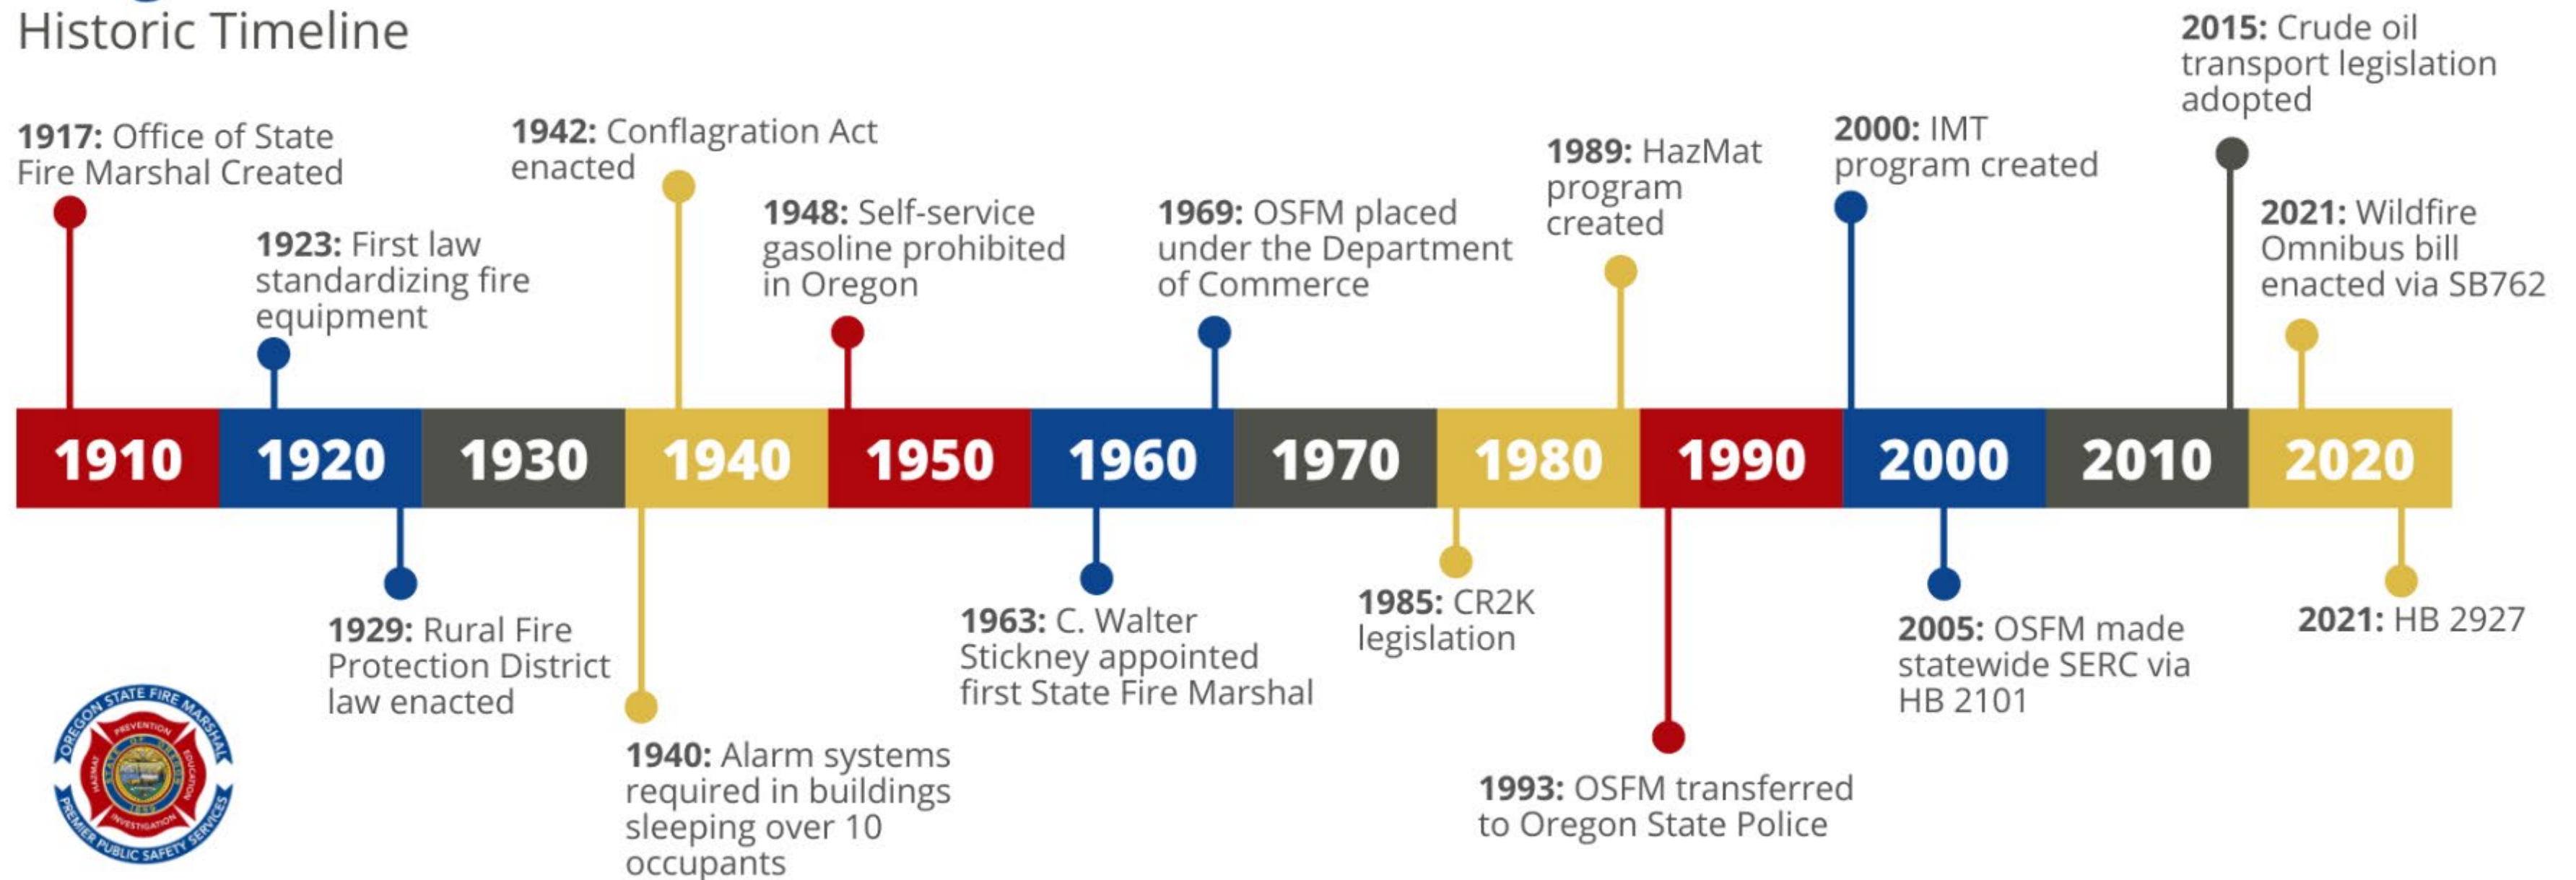 Historic Timeline
1917: Office of State
Fire Marshal Created
1923: First law
standardizing fire
equipment
1942: Conflagration Act
enacted
1948: Self-service
gasoline prohibited
in Oregon
1969: OSFM placed
under the Department
of Commerce
1989: HazMat
program
created
2000: IMT
program created
2015: Crude oil
transport legislation
adopted
2021: Wildfire
Omnibus bill
enacted via SB762
1910 1920 1930 1940 1950 1960 1970 1980 1990 2000 2010 2020
1929: Rural Fire
Protection District
law enacted
1940: Alarm systems
required in buildings
sleeping over 10
occupants
1963: C. Walter
Stickney appointed
first State Fire Marshal
1985: CR2K
legislation
1993: OSFM transferred
to Oregon State Police
2005: OSFM made
statewide SERC via
HB 2101
2021: HB 2927
OREGON STATE FIRE MARSHAL
PREVENTION
HAZMAT
EDUCATION
INVESTIGATION
STATE OF OREGON
1859
PREMIER PUBLIC SAFETY SERVICES